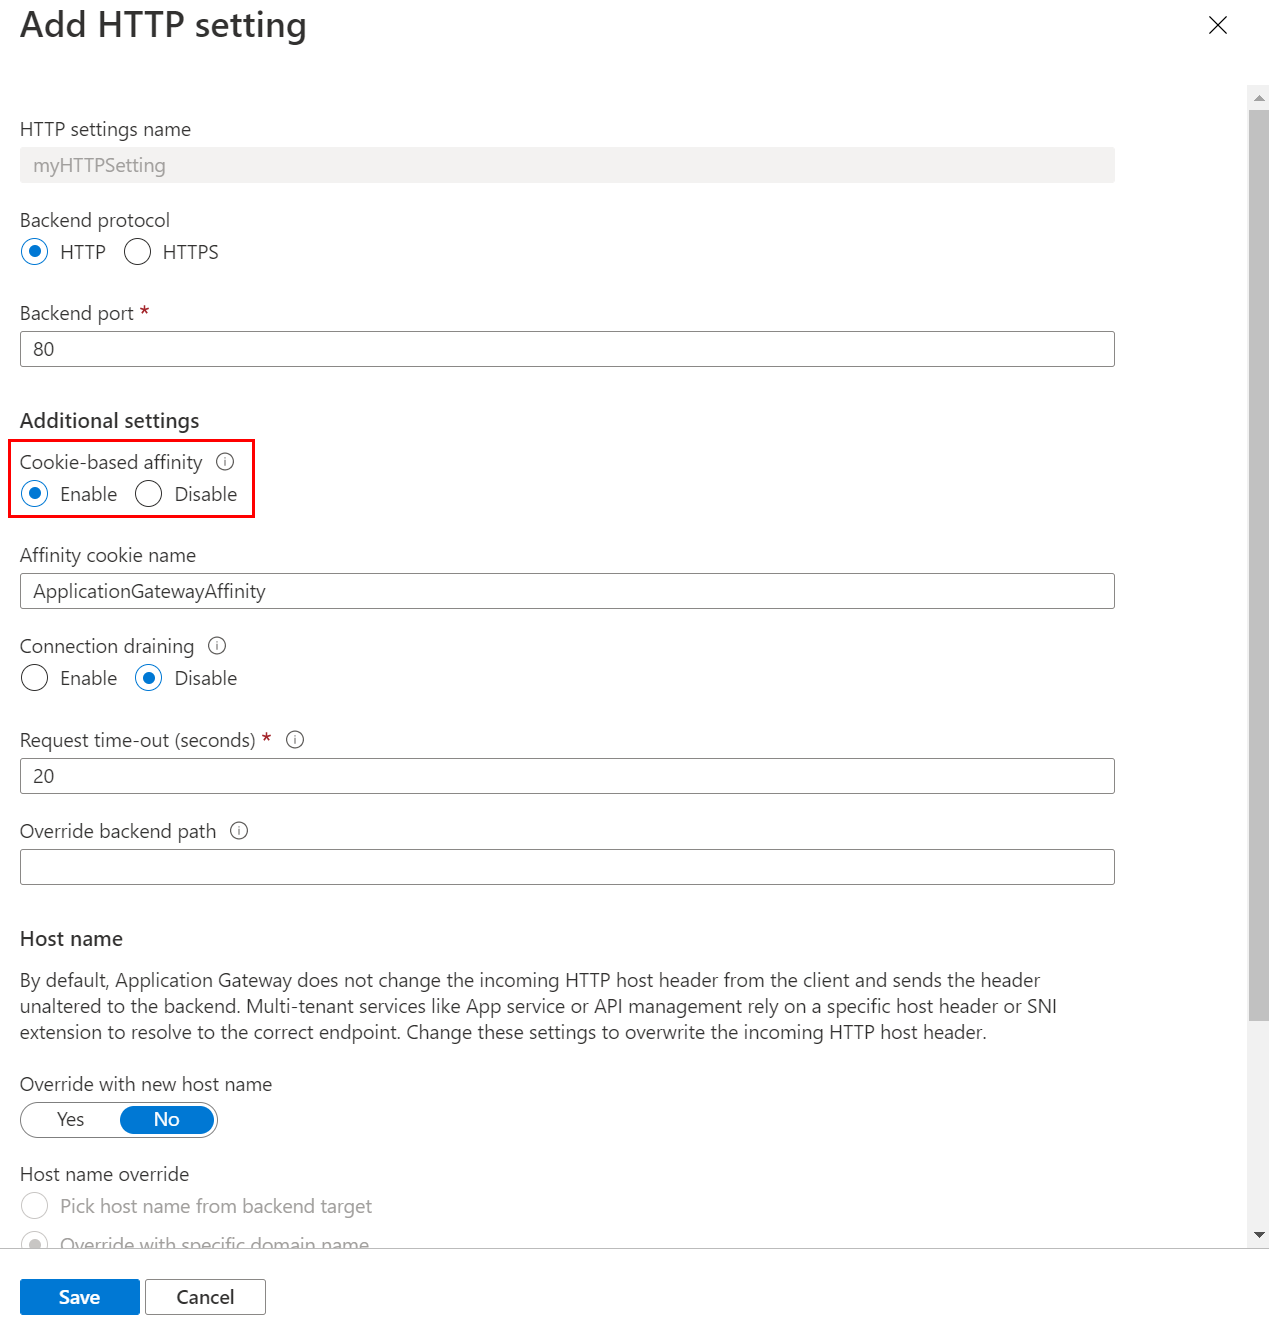 Add HTTP setting
HTTP settings name
myHTTPSetting
Backend protocol
HTTP HTTPS
Backend port *
80
Additional settings
Cookie-based affinity
Enable Disable
Affinity cookie name
ApplicationGatewayAffinity
Connection draining
Enable Disable
Request time-out (seconds) *
20
Override backend path
Host name
By default, Application Gateway does not change the incoming HTTP host header from the client and sends the header
unaltered to the backend. Multi-tenant services like App service or API management rely on a specific host header or SNI
extension to resolve to the correct endpoint. Change these settings to overwrite the incoming HTTP host header.
Override with new host name
Yes No
Host name override
Pick host name from backend target
Override with specific domain name
Save Cancel